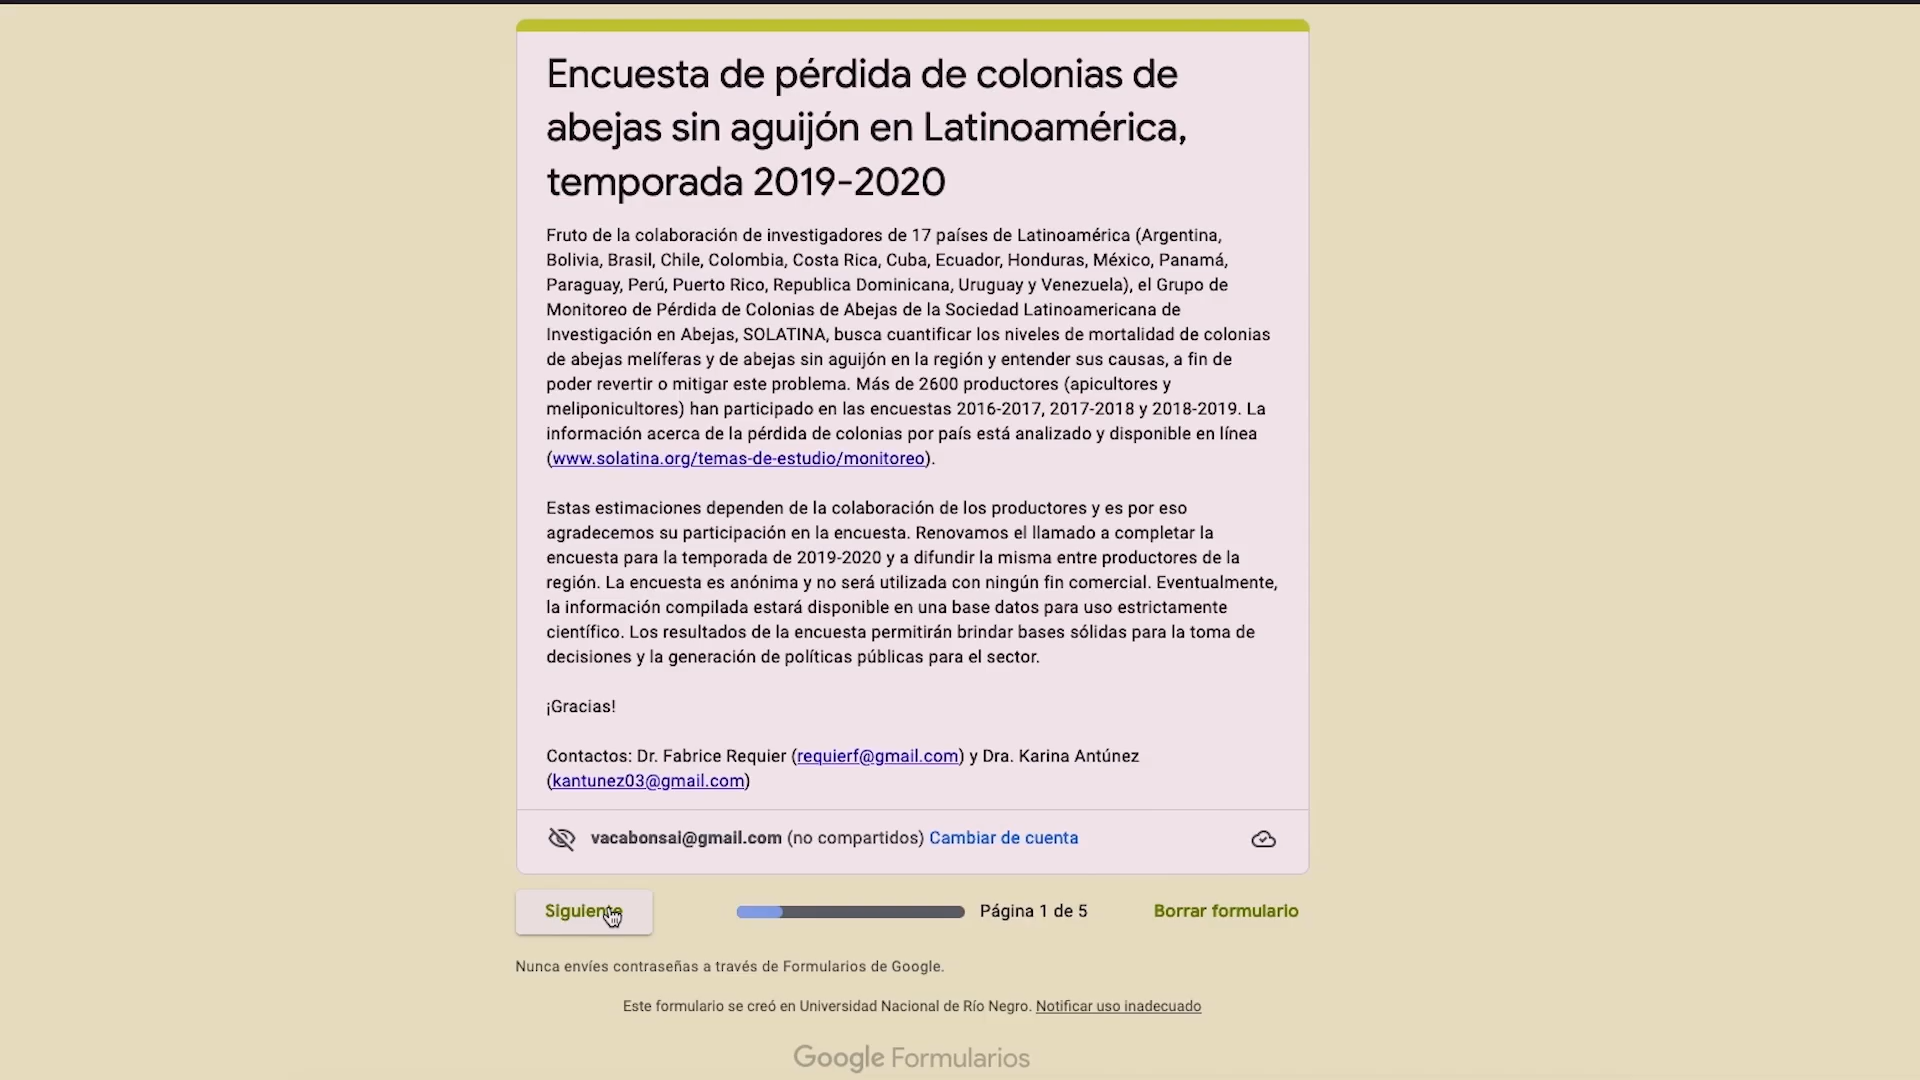 Encuesta de pérdida de colonias de
abejas sin aguijón en Latinoamérica,
temporada 2019-2020
Fruto de la colaboración de investigadores de 17 países de Latinoamérica (Argentina,
Bolivia, Brasil, Chile, Colombia, Costa Rica, Cuba, Ecuador, Honduras, México, Panamá,
Paraguay, Perú, Puerto Rico, Republica Dominicana, Uruguay y Venezuela), el Grupo de
Monitoreo de Pérdida de Colonias de Abejas de la Sociedad Latinoamericana de
Investigación en Abejas, SOLATINA, busca cuantificar los niveles de mortalidad de colonias
de abejas melíferas y de abejas sin aguijón en la región y entender sus causas, a fin de
poder revertir o mitigar este problema. Más de 2600 productores (apicultores y
meliponicultores) han participado en las encuestas 2016-2017, 2017-2018 y 2018-2019. La
información acerca de la pérdida de colonias por país está analizado y disponible en línea
(www.solatina.org/temas-de-estudio/monitoreo).
Estas estimaciones dependen de la colaboración de los productores y es por eso
agradecemos su participación en la encuesta. Renovamos el llamado a completar la
encuesta para la temporada de 2019-2020 y a difundir la misma entre productores de la
región. La encuesta es anónima y no será utilizada con ningún fin comercial. Eventualmente,
la información compilada estará disponible en una base datos para uso estrictamente
científico. Los resultados de la encuesta permitirán brindar bases sólidas para la toma de
decisiones y la generación de políticas públicas para el sector.
¡Gracias!
Contactos: Dr. Fabrice Requier (requierf@gmail.com) y Dra. Karina Antúnez
(kantunez03@gmail.com)
vacabonsai@gmail.com (no compartidos) Cambiar de cuenta
Siguiente Página 1 de 5 Borrar formulario
Nunca envíes contraseñas a través de Formularios de Google.
Este formulario se creó en Universidad Nacional de Río Negro. Notificar uso inadecuado
Google Formularios